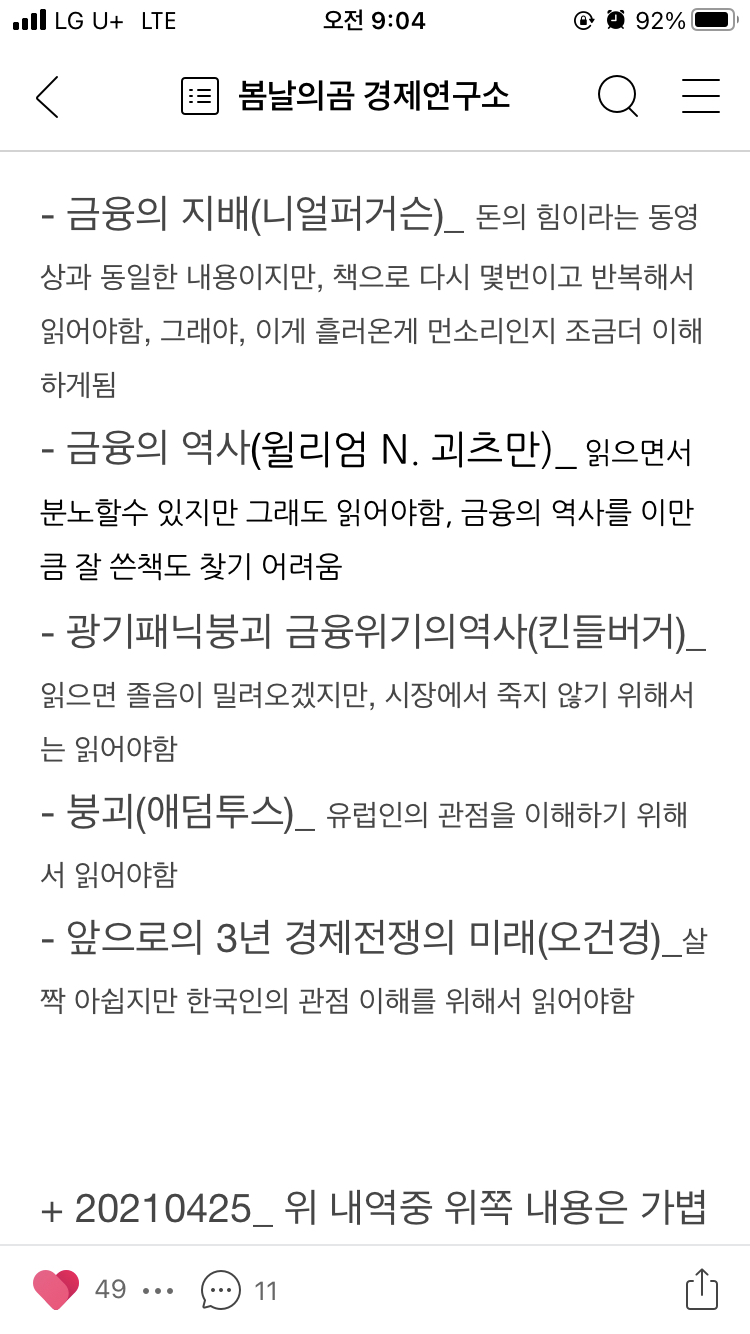 LG U+ LTE 오전 9:04 92%
봄날의곰 경제연구소
- 금융의 지배(니얼퍼거슨)_ 돈의 힘이라는 동영
상과 동일한 내용이지만, 책으로 다시 몇번이고 반복해서
읽어야함, 그래야, 이게 흘러온게 먼소리인지 조금더 이해
하게됨
- 금융의 역사(윌리엄 N. 괴츠만)_ 읽으면서
분노할수 있지만 그래도 읽어야함, 금융의 역사를 이만
큼 잘 쓴책도 찾기 어려움
- 광기패닉붕괴 금융위기의역사(킨들버거)_
읽으면 졸음이 밀려오겠지만, 시장에서 죽지 않기 위해서
는 읽어야함
- 붕괴(애덤투스)_ 유럽인의 관점을 이해하기 위해
서 읽어야함
- 앞으로의 3년 경제전쟁의 미래(오건경)_살
짝 아쉽지만 한국인의 관점 이해를 위해서 읽어야함
+ 20210425_ 위 내역중 위쪽 내용은 가볍
49 11